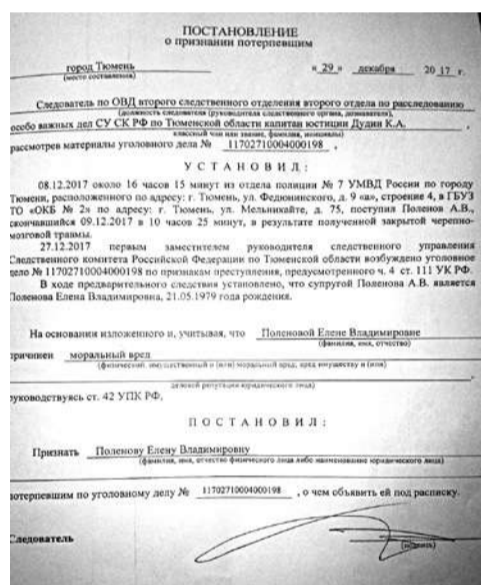 ПОСТАНОВЛЕНИЕ
о признании потерпевшим
город Тюмень « 29 » декабря 20 17 г.
(место составления)
Следователь по ОВД второго следственного отделения второго отдела по расследованию
(должность следователя (руководителя следственного органа, дознавателя),
особо важных дел СУ СК РФ по Тюменской области капитан юстиции Дудин К.А. ,
классный чин или звание, фамилия, инициалы)
рассмотрев материалы уголовного дела № 11702710004000198 ,
УСТАНОВИЛ:
08.12.2017 около 16 часов 15 минут из отдела полиции № 7 УМВД России по городу
Тюмени, расположенного по адресу: г. Тюмень, ул. Федюнинского, д. 9 «а», строение 4, в ГБУЗ
ТО «ОКБ № 2» по адресу: г. Тюмень, ул. Мельникайте, д. 75, поступил Поленов А.В.,
скончавшийся 09.12.2017 в 10 часов 25 минут, в результате полученной закрытой черепно-
мозговой травмы.
27.12.2017 первым заместителем руководителя следственного управления
Следственного комитета Российской Федерации по Тюменской области возбуждено уголовное
дело № 11702710004000198 по признакам преступления, предусмотренного ч. 4 ст. 111 УК РФ.
В ходе предварительного следствия установлено, что супругой Поленова А.В. является
Поленова Елена Владимировна, 21.05.1979 года рождения.
На основании изложенного и, учитывая, что Поленовой Елене Владимировне
(фамилия, имя, отчество)
причинен моральный вред
(физический, имущественный и (или) моральный вред, вред имуществу и (или)
деловой репутации юридического лица)
руководствуясь ст. 42 УПК РФ,
ПОСТАНОВИЛ:
Признать Поленову Елену Владимировну
(фамилия, имя, отчество физического лица либо наименование юридического лица)
потерпевшим по уголовному делу № 11702710004000198 , о чем объявить ей под расписку.
Следователь
(подпись)